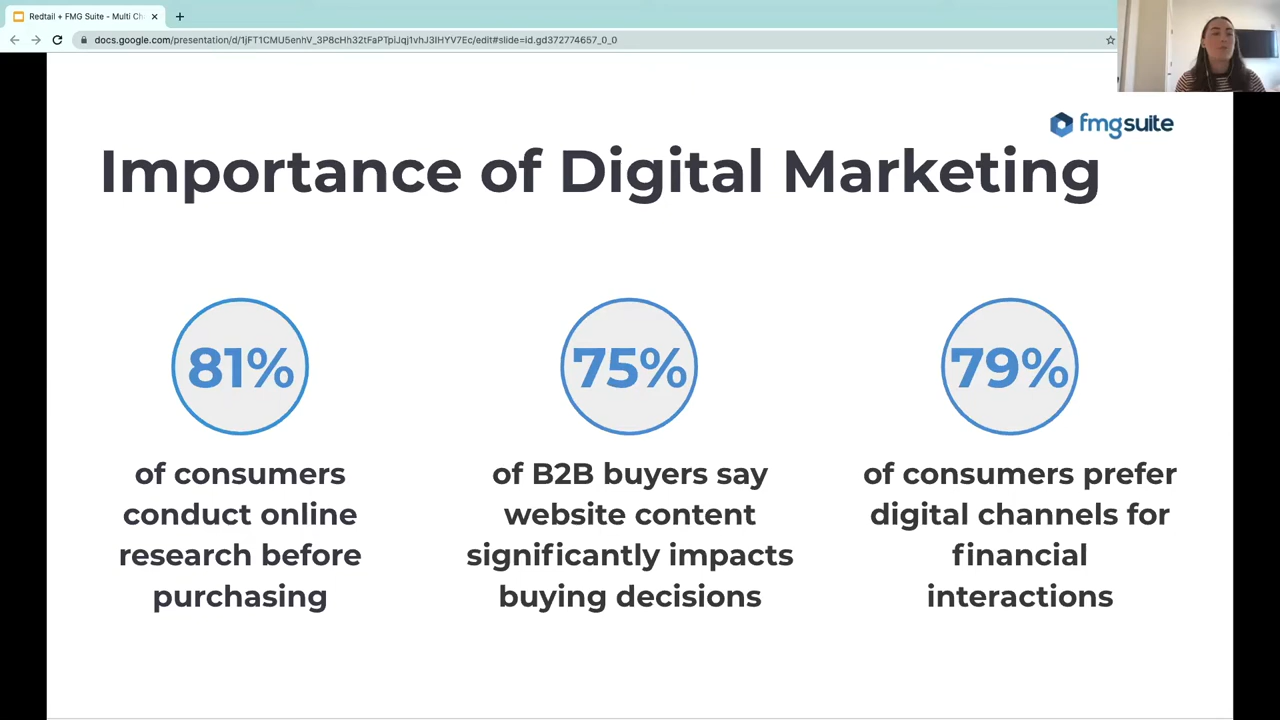 Redtail + FMG Suite - Multi Ch
docs.google.com/presentation/d/1jFT1CMU5enhV_3P8cHh32tFaPTpiJqj1vhJ3IHYV7Ec/edit#slide=id.gd372774657_0_0
fmgsuite
Importance of Digital Marketing
81%
of consumers
conduct online
research before
purchasing
75%
of B2B buyers say
website content
significantly impacts
buying decisions
79%
of consumers prefer
digital channels for
financial
interactions